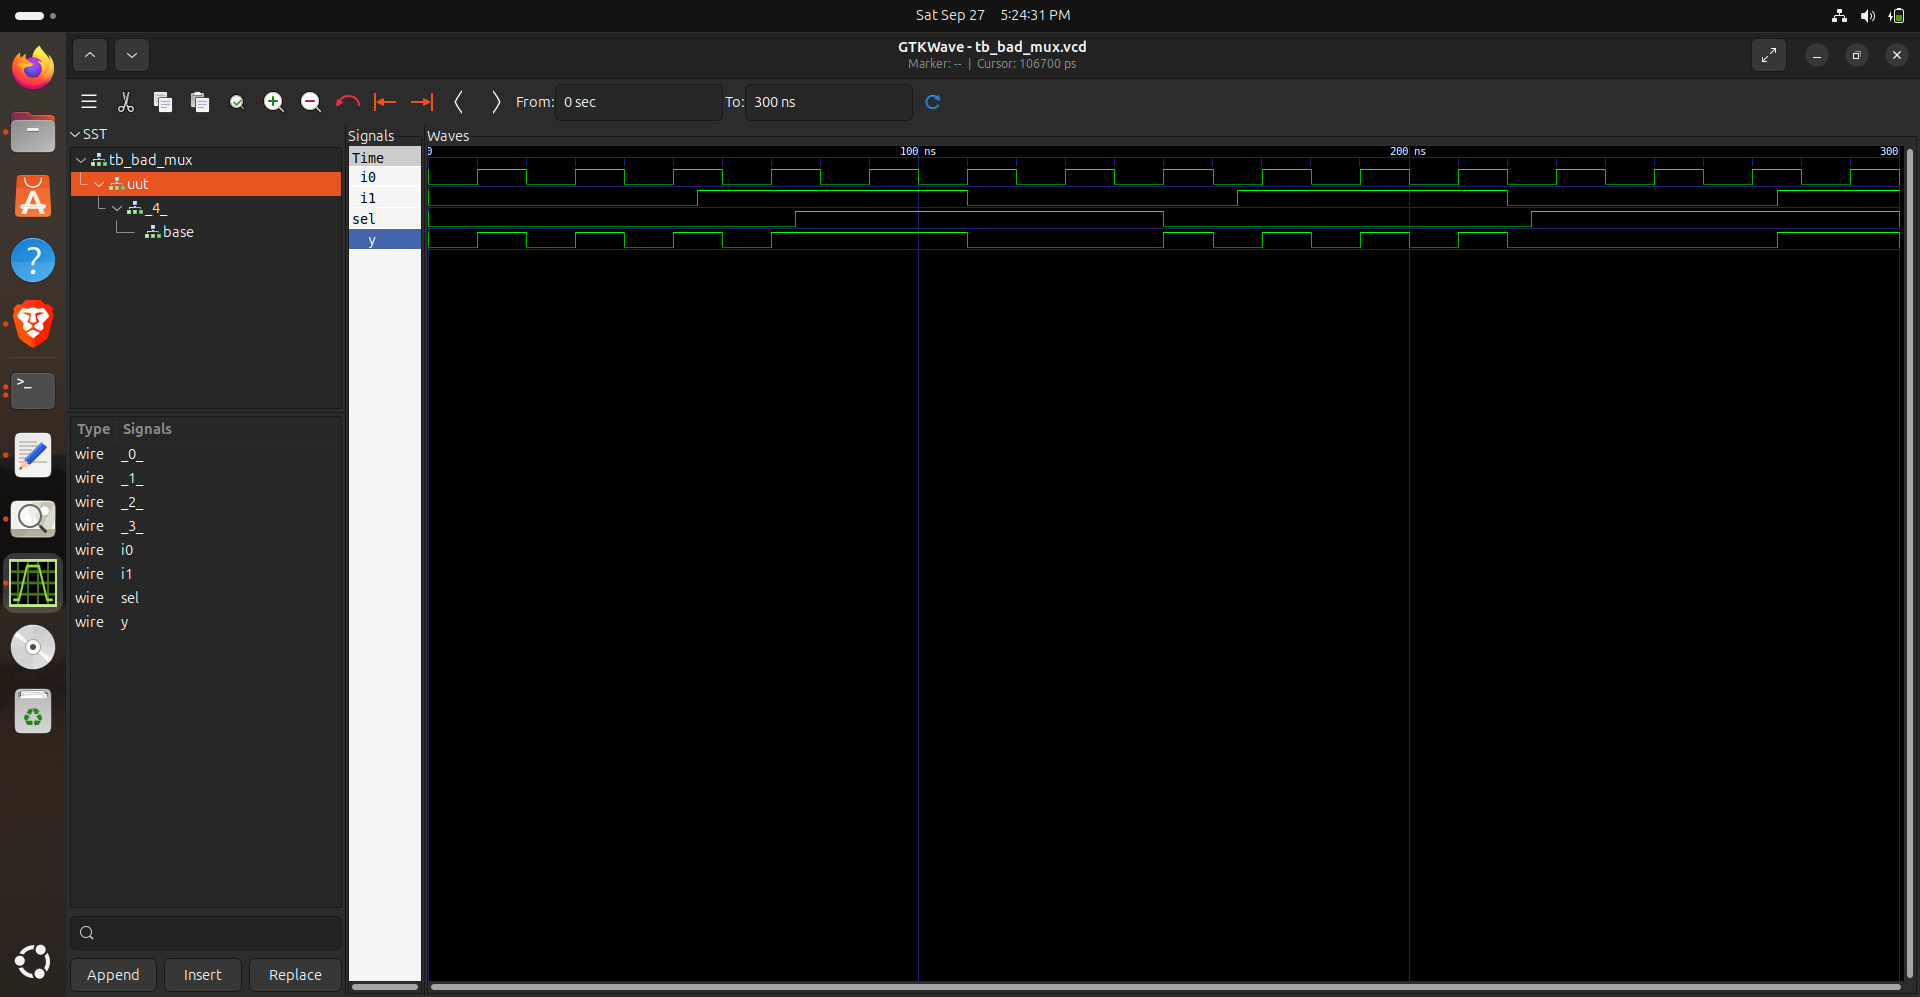 Sat Sep 27 5:24:31 PM
GTKWave - tb_bad_mux.vcd
Marker: -- | Cursor: 106700 ps
From: 0 sec To: 300 ns
SST
tb_bad_mux
uut
_4_
base
Type Signals
wire _0_
wire _1_
wire _2_
wire _3_
wire i0
wire i1
wire sel
wire y
Append Insert Replace
Signals
Time
i0
i1
sel
y
Waves
0 100 ns 200 ns 300